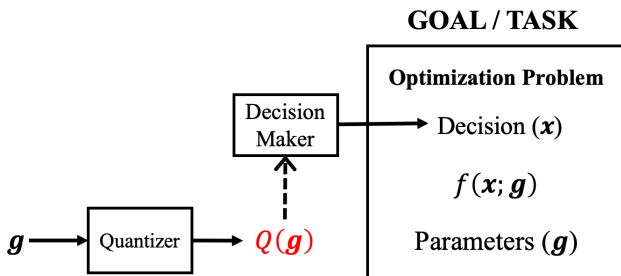 GOAL / TASK
Optimization Problem
Decision
Maker
Decision (x)
f(x; g)
g
Quantizer
Q(g)
Parameters (g)